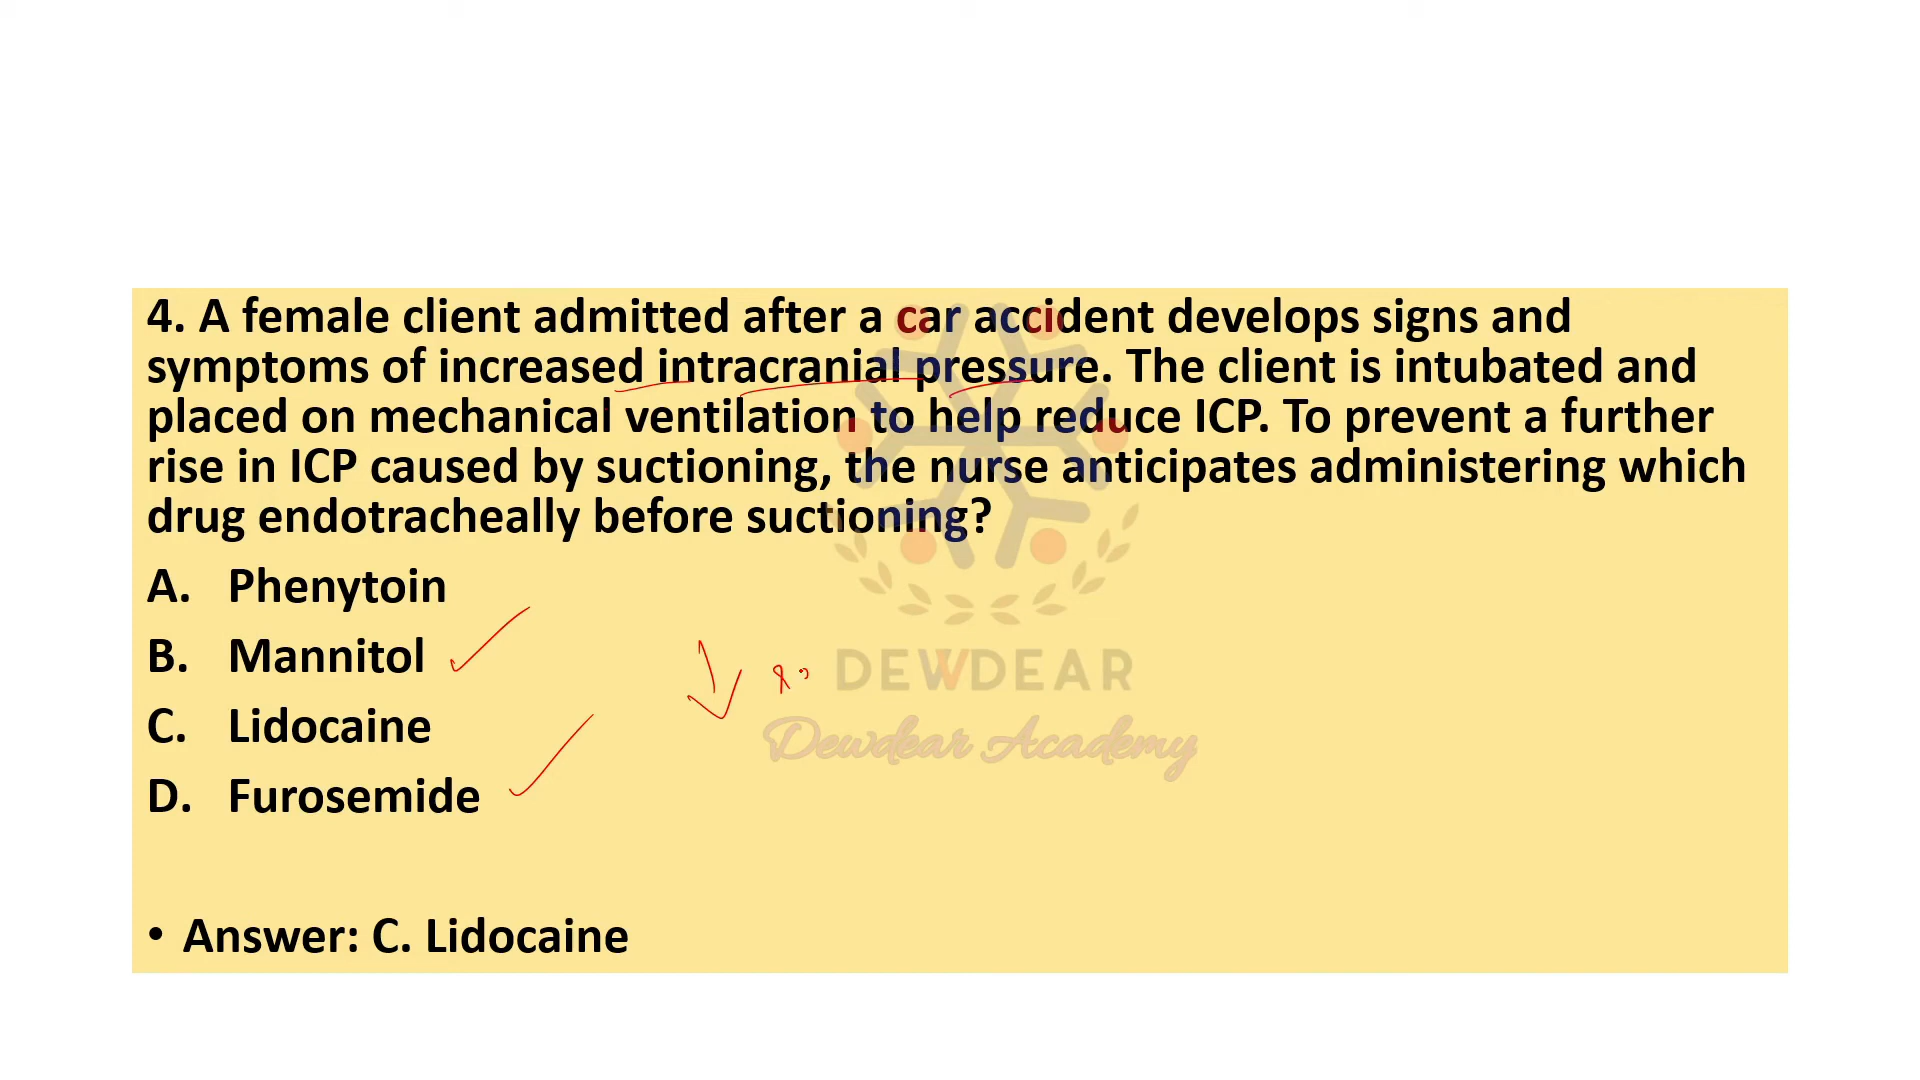 4. A female client admitted after a car accident develops signs and
symptoms of increased intracranial pressure. The client is intubated and
placed on mechanical ventilation to help reduce ICP. To prevent a further
rise in ICP caused by suctioning, the nurse anticipates administering which
drug endotracheally before suctioning?
A. Phenytoin
B. Mannitol
C. Lidocaine
D. Furosemide
DEWDEAR
Dewdear Academy
• Answer: C. Lidocaine